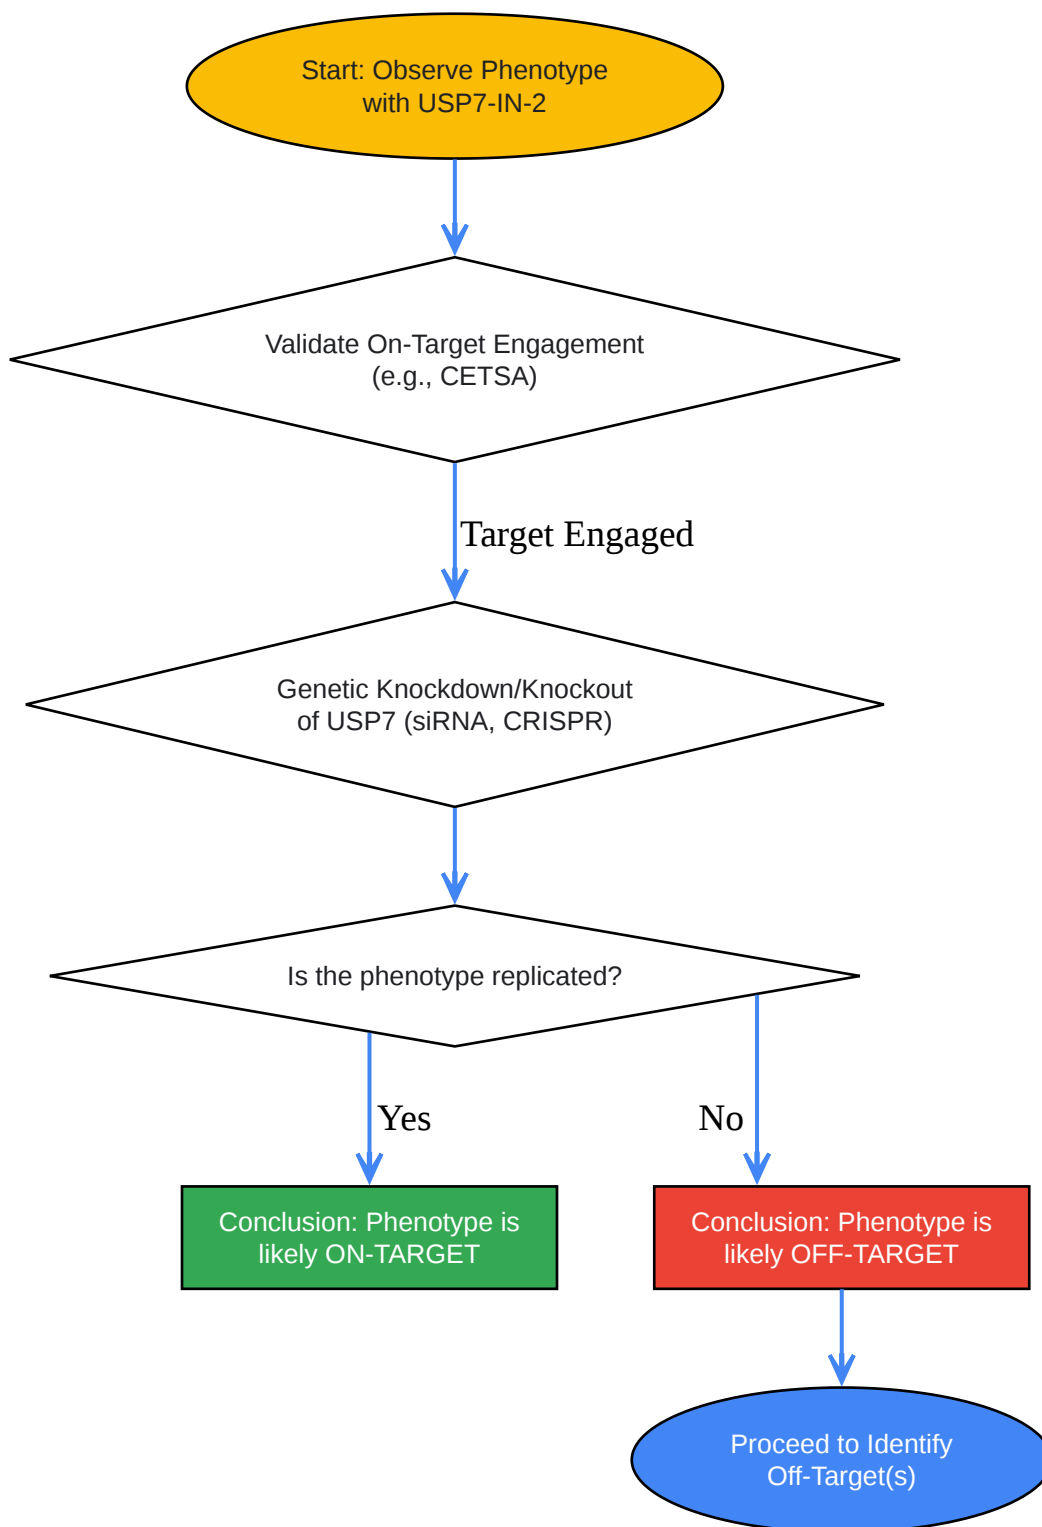 Start: Observe Phenotype
with USP7-IN-2
Validate On-Target Engagement
(e.g., CETSA)
Target Engaged
Genetic Knockdown/Knockout
of USP7 (siRNA, CRISPR)
Is the phenotype replicated?
Yes
No
Conclusion: Phenotype is
likely ON-TARGET
Conclusion: Phenotype is
likely OFF-TARGET
Proceed to Identify
Off-Target(s)